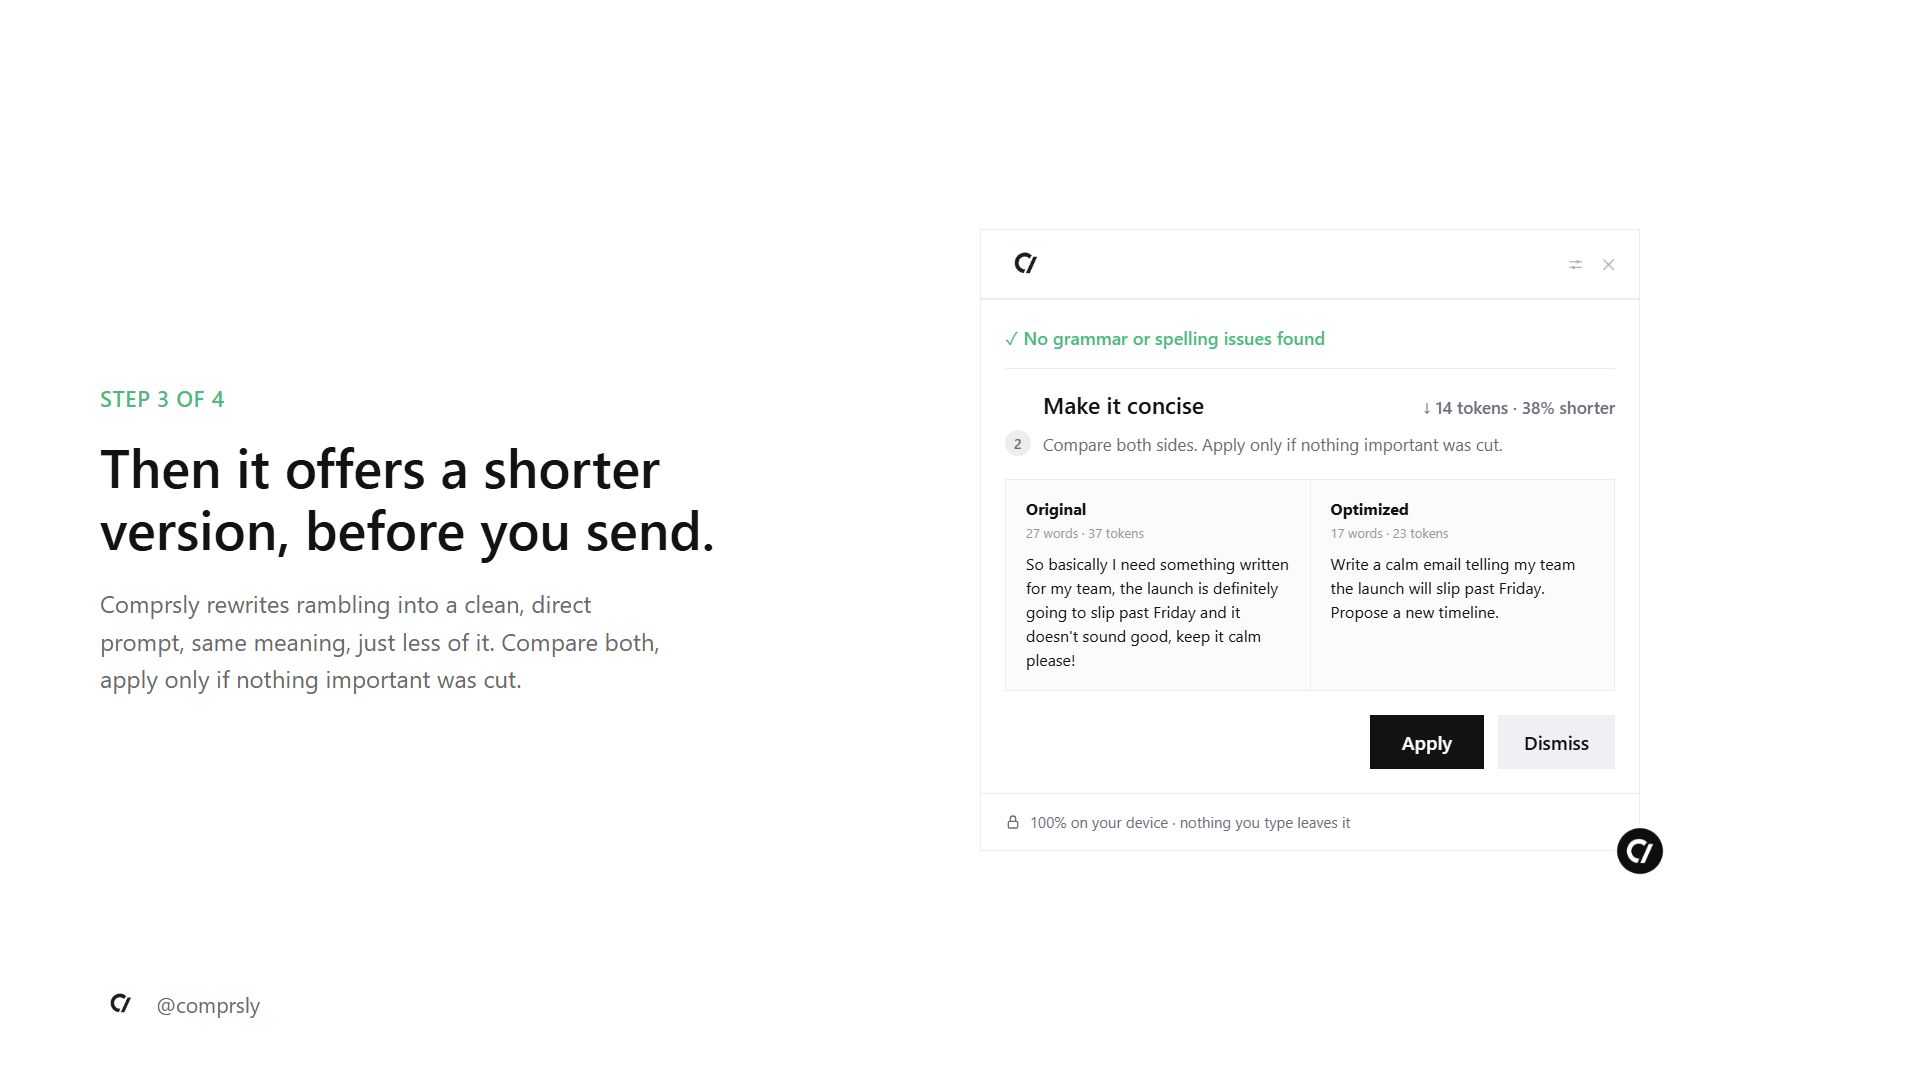 STEP 3 OF 4
Then it offers a shorter
version, before you send.
Comprsly rewrites rambling into a clean, direct
prompt, same meaning, just less of it. Compare both,
apply only if nothing important was cut.
@comprsly
✓ No grammar or spelling issues found
Make it concise
↓ 14 tokens · 38% shorter
2
Compare both sides. Apply only if nothing important was cut.
Original
27 words · 37 tokens
So basically I need something written
for my team, the launch is definitely
going to slip past Friday and it
doesn't sound good, keep it calm
please!
Optimized
17 words · 23 tokens
Write a calm email telling my team
the launch will slip past Friday.
Propose a new timeline.
Apply
Dismiss
100% on your device · nothing you type leaves it